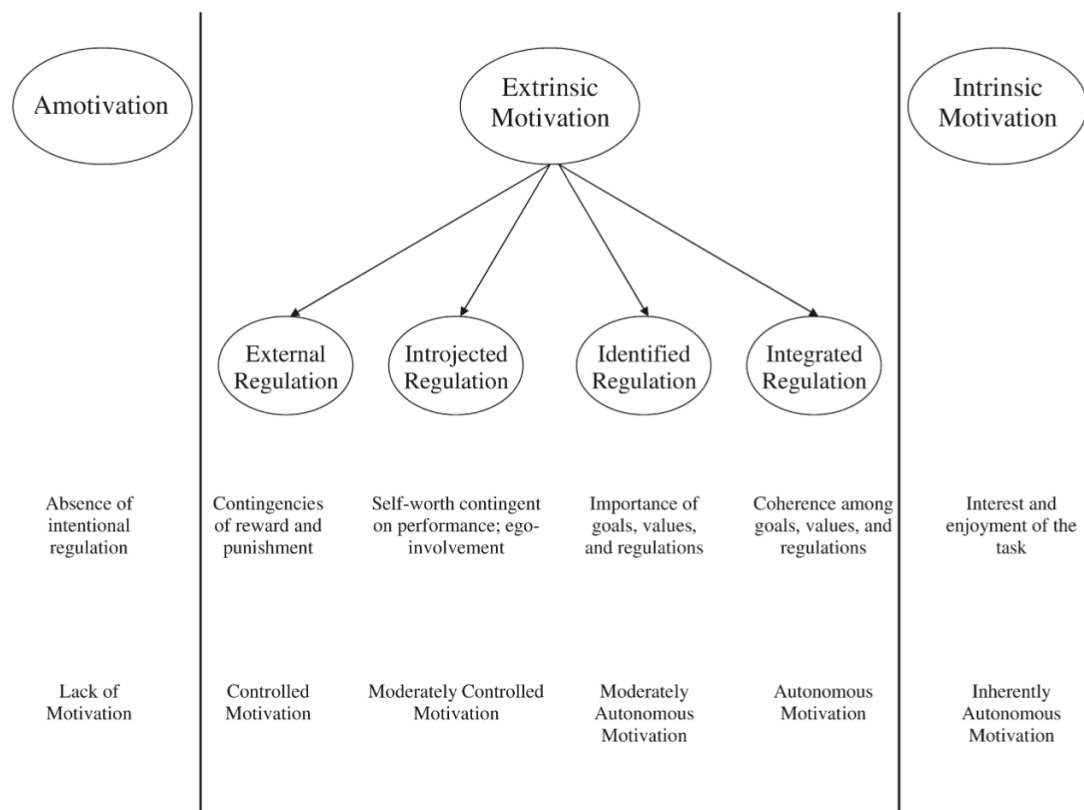 Amotivation
Extrinsic
Motivation
Intrinsic
Motivation
External
Regulation
Introjected
Regulation
Identified
Regulation
Integrated
Regulation
Absence of
intentional
regulation
Contingencies
of reward and
punishment
Self-worth contingent
on performance; ego-
involvement
Importance of
goals, values,
and regulations
Coherence among
goals, values, and
regulations
Interest and
enjoyment of the
task
Lack of
Motivation
Controlled
Motivation
Moderately Controlled
Motivation
Moderately
Autonomous
Motivation
Autonomous
Motivation
Inherently
Autonomous
Motivation